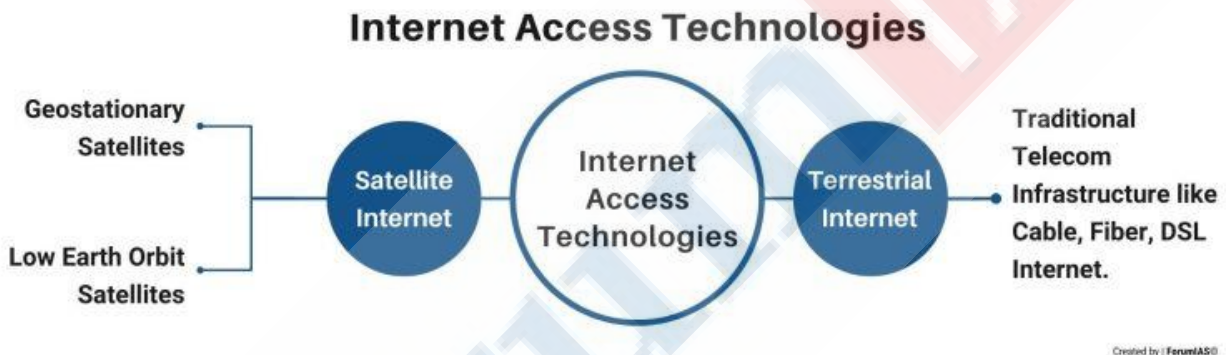 Internet Access Technologies
Geostationary
Satellites
Low Earth Orbit
Satellites
Satellite
Internet
Internet
Access
Technologies
Terrestrial
Internet
Traditional
Telecom
Infrastructure like
Cable, Fiber, DSL
Internet.
Created by | ForumIAS©